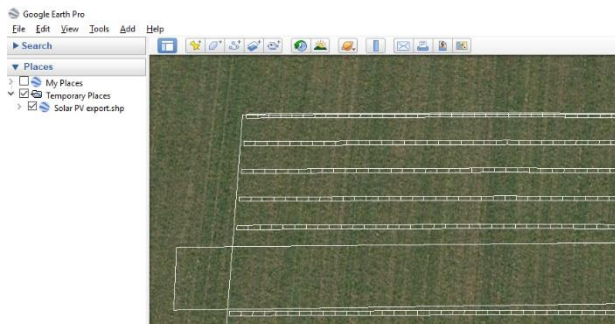 Google Earth Pro
File Edit View Tools Add Help
Search
Places
My Places
Temporary Places
Solar PV export.shp